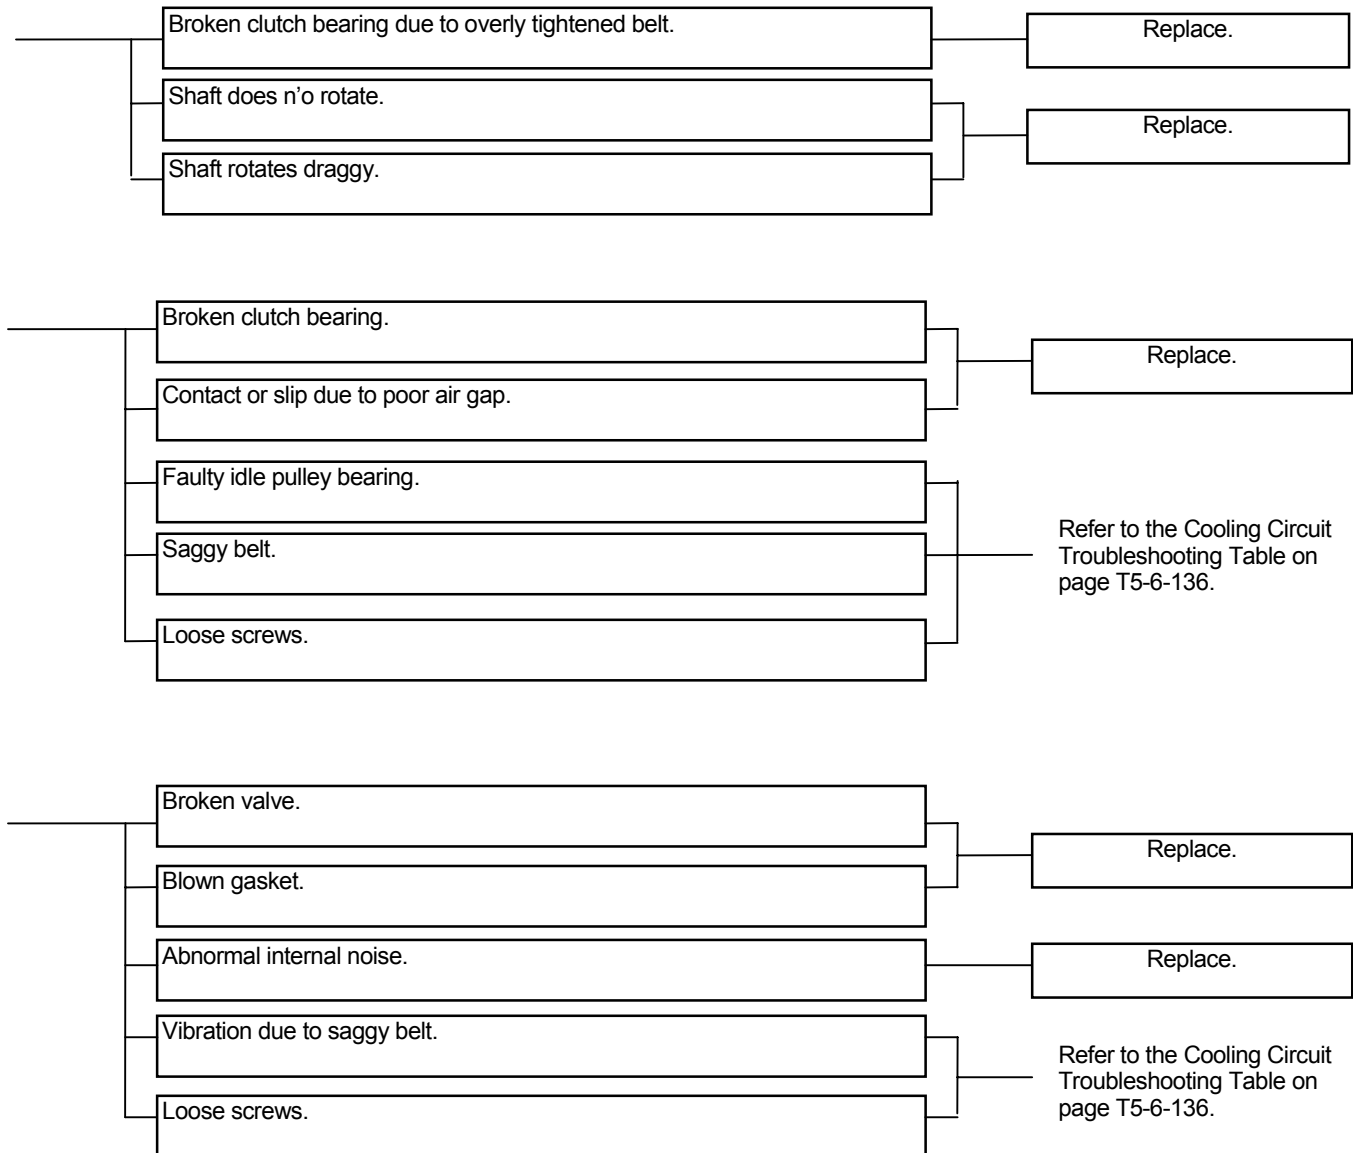 Broken clutch bearing due to overly tightened belt.
Replace.
Shaft does n’o rotate.
Replace.
Shaft rotates draggy.
Broken clutch bearing.
Replace.
Contact or slip due to poor air gap.
Faulty idle pulley bearing.
Saggy belt.
Refer to the Cooling Circuit
Troubleshooting Table on
page T5-6-136.
Loose screws.
Broken valve.
Replace.
Blown gasket.
Abnormal internal noise.
Replace.
Vibration due to saggy belt.
Refer to the Cooling Circuit
Troubleshooting Table on
page T5-6-136.
Loose screws.